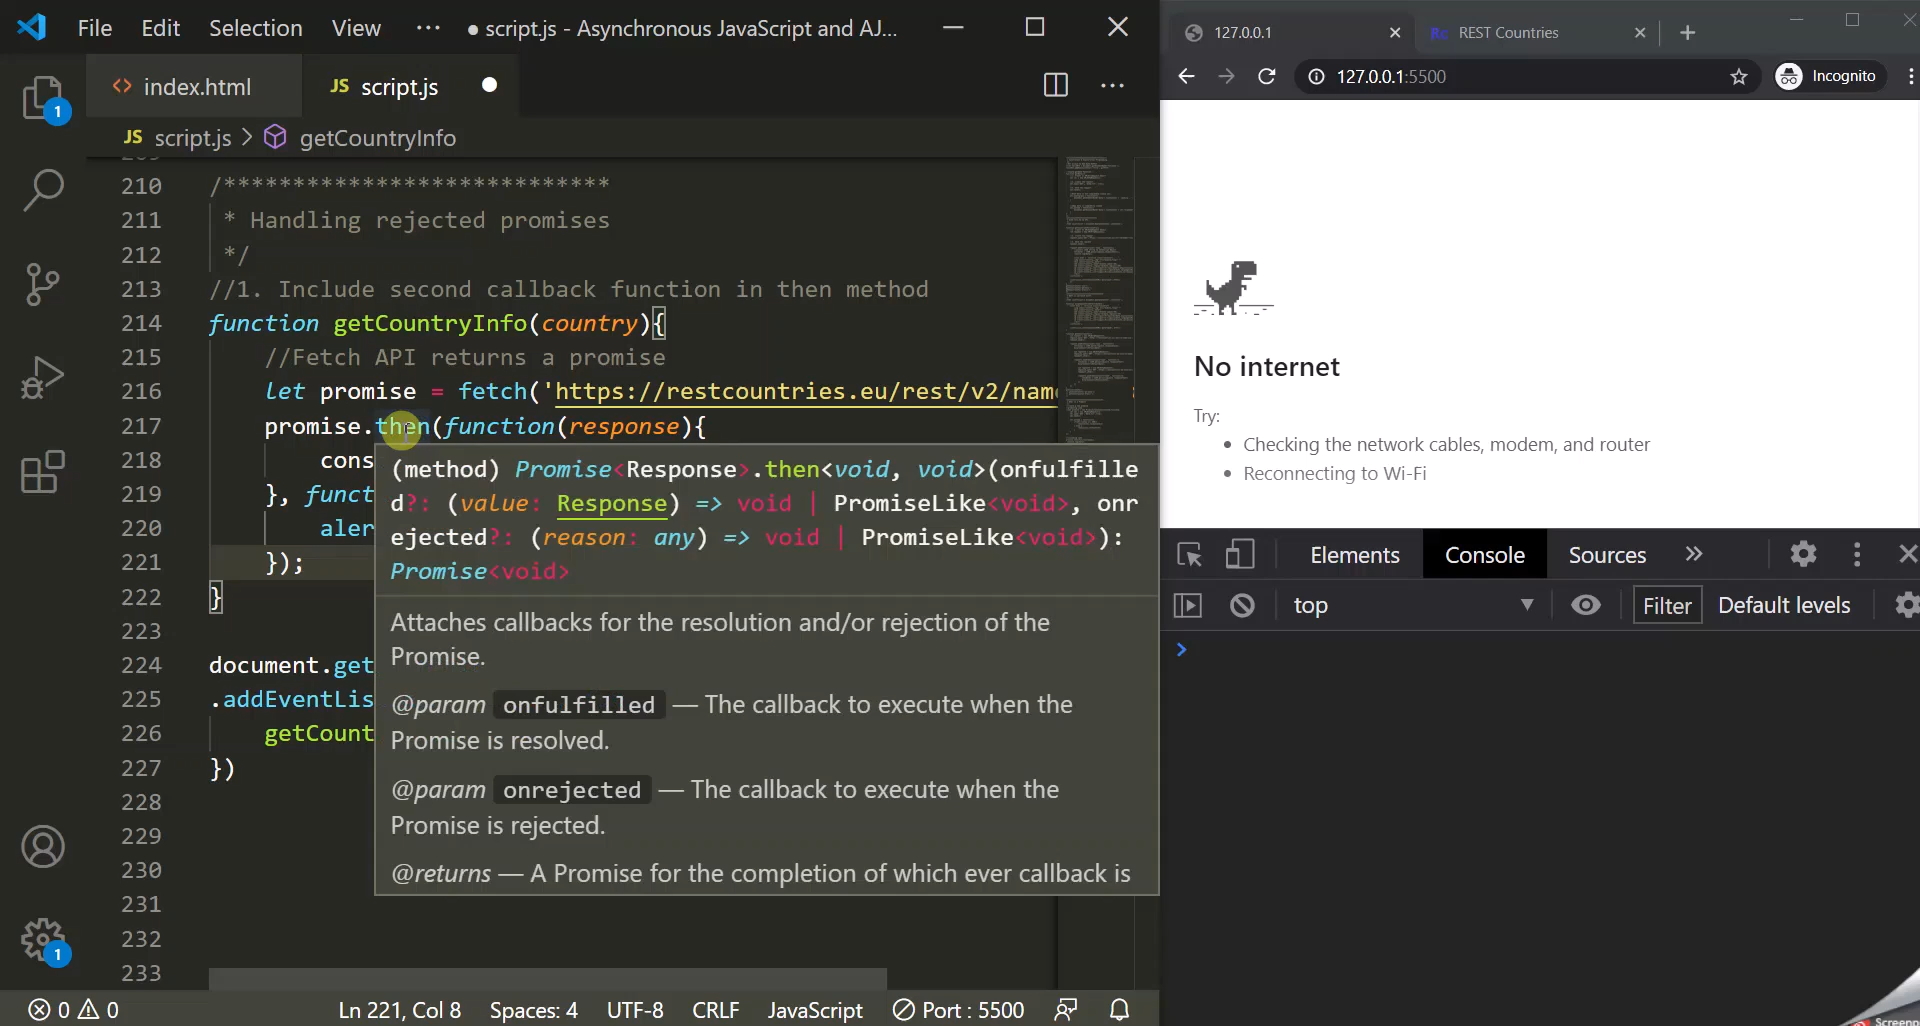 File Edit Selection View ··· ● script.js - Asynchronous JavaScript and AJ...
index.html
JS script.js
JS script.js > getCountryInfo
210 /****************************
211 * Handling rejected promises
212 */
213 //1. Include second callback function in then method
214 function getCountryInfo(country){
215 //Fetch API returns a promise
216 let promise = fetch('https://restcountries.eu/rest/v2/name
217 promise.then(function(response){
218 cons
219 }, funct
220 aler
221 });
222 }
223
224 document.get
225 .addEventLis
226 getCount
227 })
228
229
230
231
232
233
(method) Promise<Response>.then<void, void>(onfulfille
d?: (value: Response) => void | PromiseLike<void>, onr
ejected?: (reason: any) => void | PromiseLike<void>):
Promise<void>
Attaches callbacks for the resolution and/or rejection of the
Promise.
@param onfulfilled — The callback to execute when the
Promise is resolved.
@param onrejected — The callback to execute when the
Promise is rejected.
@returns — A Promise for the completion of which ever callback is
1
1
0 0 Ln 221, Col 8 Spaces: 4 UTF-8 CRLF JavaScript Port : 5500
127.0.0.1
REST Countries
127.0.0.1:5500 Incognito
No internet
Try:
• Checking the network cables, modem, and router
• Reconnecting to Wi-Fi
Elements Console Sources »
top Filter Default levels